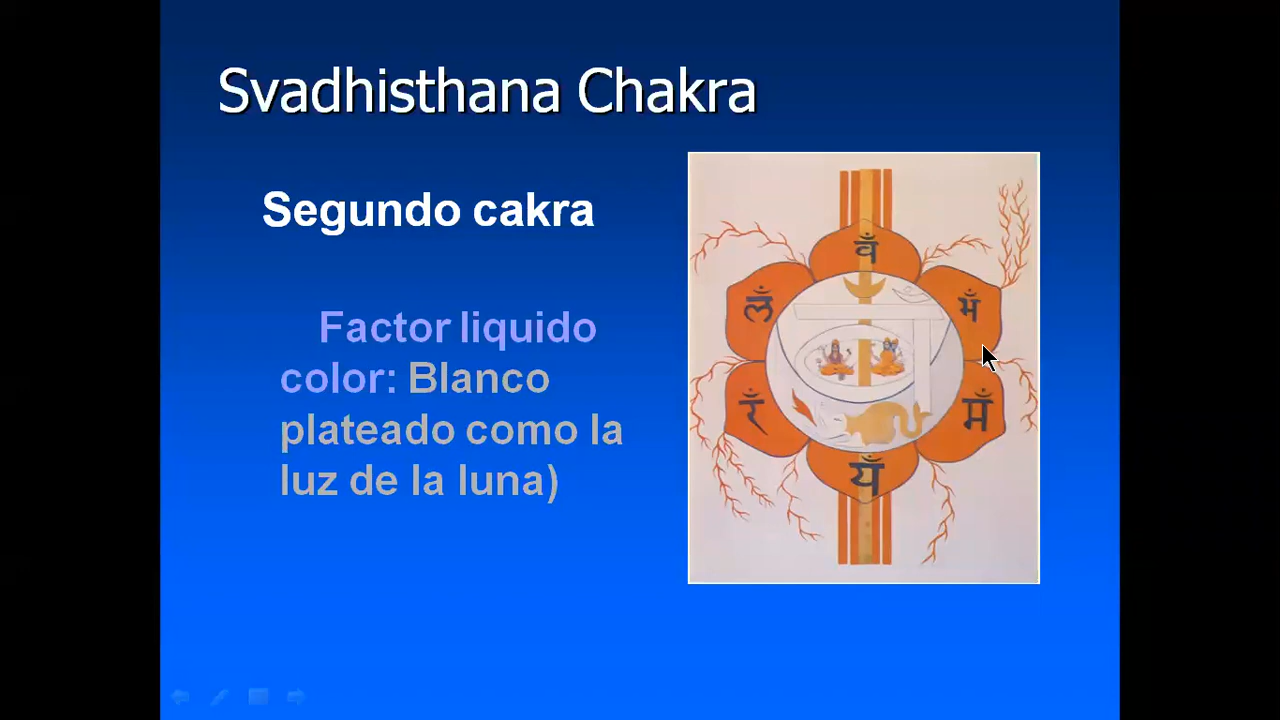 Svadhisthana Chakra
Segundo cakra
Factor liquido
color: Blanco
plateado como la
luz de la luna)
वँ
लँ
भँ
रँ
मँ
यँ